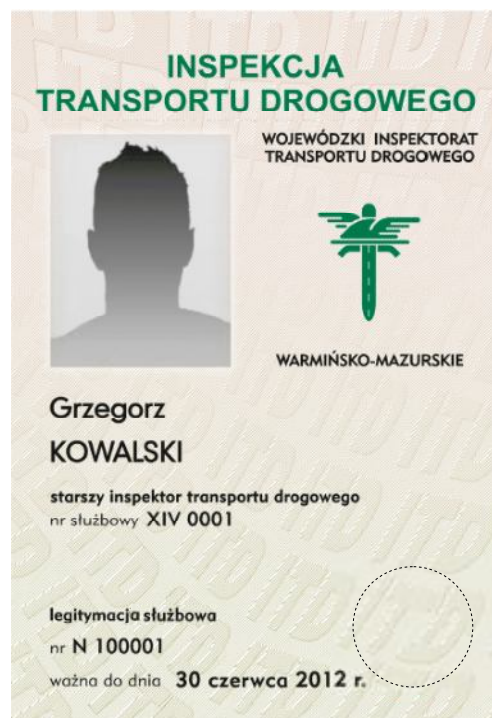 INSPEKCJA
TRANSPORTU DROGOWEGO
WOJEWÓDZKI INSPEKTORAT
TRANSPORTU DROGOWEGO
WARMIŃSKO-MAZURSKIE
Grzegorz
KOWALSKI
starszy inspektor transportu drogowego
nr służbowy XIV 0001
legitymacja służbowa
nr N 100001
ważna do dnia 30 czerwca 2012 r.